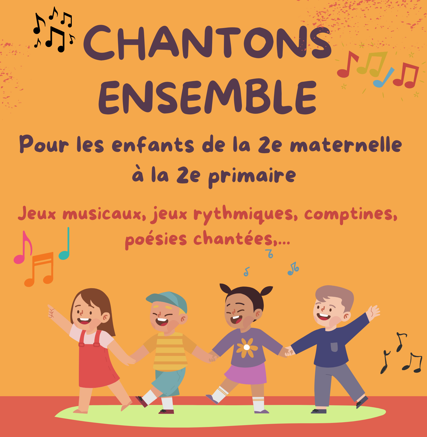 CHANTONS
ENSEMBLE
Pour les enfants de la 2e maternelle
à la 2e primaire
Jeux musicaux, jeux rythmiques, comptines,
poésies chantées,...